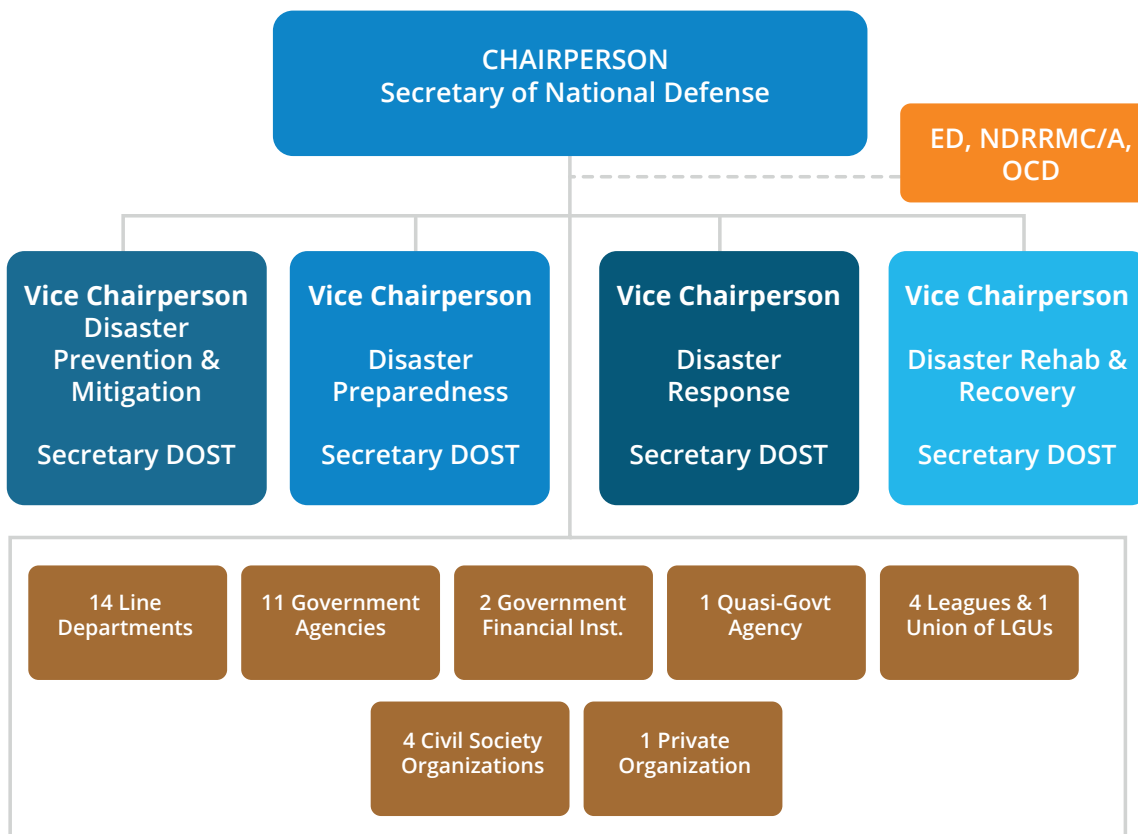 CHAIRPERSON
Secretary of National Defense
ED, NDRRMC/A,
OCD
Vice Chairperson
Disaster
Prevention &
Mitigation
Secretary DOST
Vice Chairperson
Disaster
Preparedness
Secretary DOST
Vice Chairperson
Disaster
Response
Secretary DOST
Vice Chairperson
Disaster Rehab &
Recovery
Secretary DOST
14 Line
Departments
11 Government
Agencies
2 Government
Financial Inst.
1 Quasi-Govt
Agency
4 Leagues & 1
Union of LGUs
4 Civil Society
Organizations
1 Private
Organization